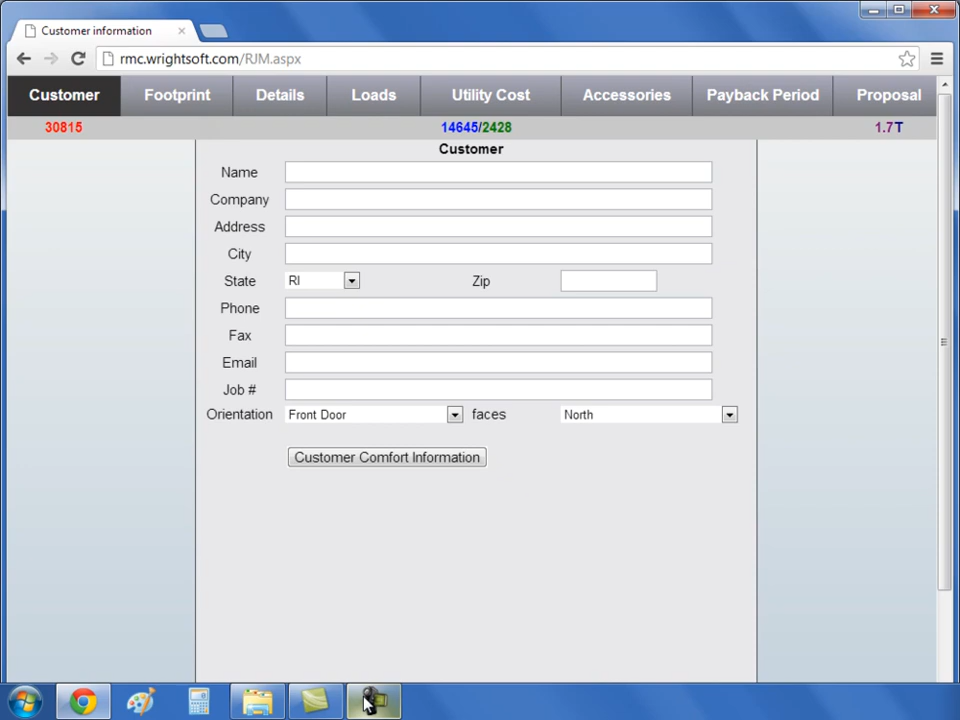 Customer information
rmc.wrightsoft.com/RJM.aspx
Customer Footprint Details Loads Utility Cost Accessories Payback Period Proposal
30815 14645/2428 1.7T
Customer
Name
Company
Address
City
State RI Zip
Phone
Fax
Email
Job #
Orientation Front Door faces North
Customer Comfort Information